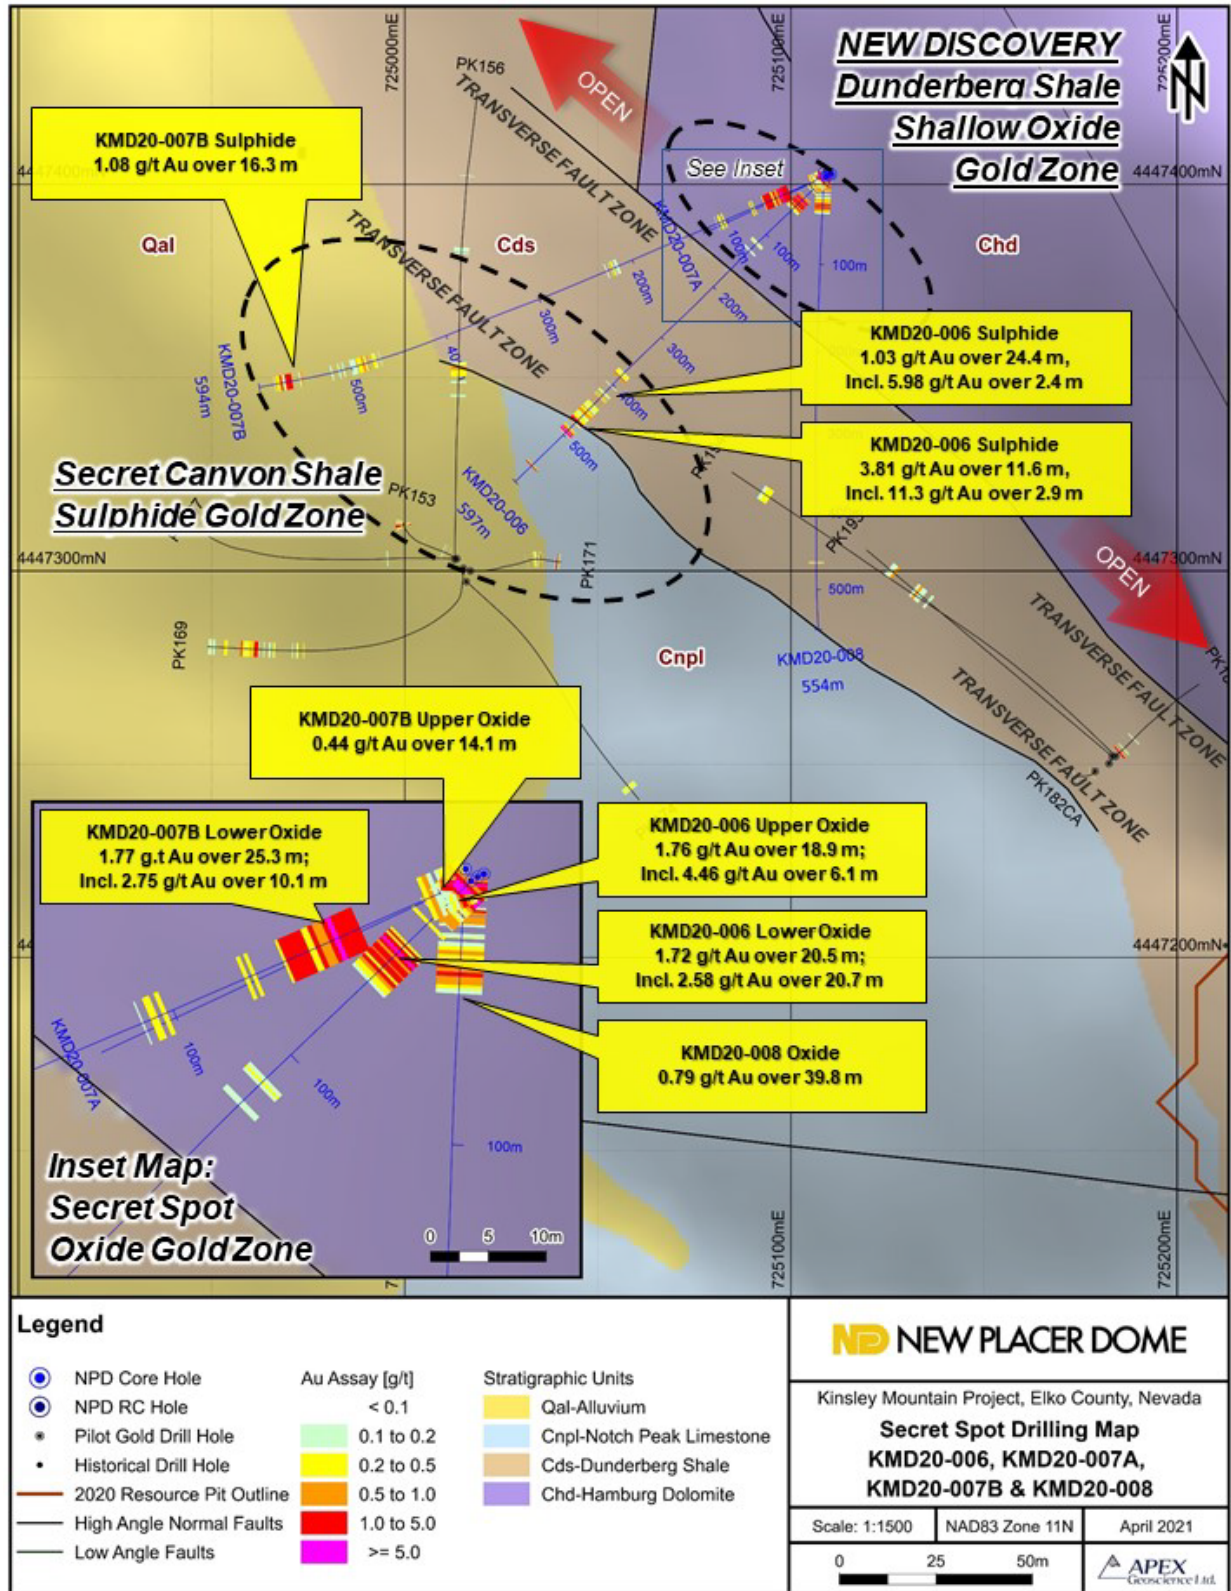 NEW DISCOVERY
Dunderberg Shale
Shallow Oxide
Gold Zone
N
725000mE
725100mE
725200mE
PK156
OPEN
TRANSVERSE FAULT ZONE
KMD20-007B Sulphide
1.08 g/t Au over 16.3 m
4447400mN
4447400mN
See Inset
Qal
Cds
Chd
TRANSVERSE FAULT ZONE
KMD20-007A
100m
100m
100m
200m
200m
300m
300m
KMD20-006 Sulphide
1.03 g/t Au over 24.4 m,
Incl. 5.98 g/t Au over 2.4 m
KMD20-007B
594m
500m
500m
KMD20-006 Sulphide
3.81 g/t Au over 11.6 m,
Incl. 11.3 g/t Au over 2.9 m
Secret Canyon Shale
Sulphide Gold Zone
PK153
KMD20-006
597m
PK195
4447300mN
4447300mN
PK171
500m
OPEN
PK169
Cnpl
KMD20-008
554m
TRANSVERSE FAULT ZONE
TRANSVERSE FAULT ZONE
PK182CA
KMD20-007B Upper Oxide
0.44 g/t Au over 14.1 m
KMD20-007B Lower Oxide
1.77 g.t Au over 25.3 m;
Incl. 2.75 g/t Au over 10.1 m
KMD20-006 Upper Oxide
1.76 g/t Au over 18.9 m;
Incl. 4.46 g/t Au over 6.1 m
KMD20-006 Lower Oxide
1.72 g/t Au over 20.5 m;
Incl. 2.58 g/t Au over 20.7 m
4447200mN
KMD20-008 Oxide
0.79 g/t Au over 39.8 m
KMD20-007A
100m
100m
100m
Inset Map:
Secret Spot
Oxide Gold Zone
0 5 10m
725100mE
725200mE
Legend
NPD Core Hole
NPD RC Hole
Pilot Gold Drill Hole
Historical Drill Hole
2020 Resource Pit Outline
High Angle Normal Faults
Low Angle Faults
Au Assay [g/t]
< 0.1
0.1 to 0.2
0.2 to 0.5
0.5 to 1.0
1.0 to 5.0
>= 5.0
Stratigraphic Units
Qal-Alluvium
Cnpl-Notch Peak Limestone
Cds-Dunderberg Shale
Chd-Hamburg Dolomite
NPD NEW PLACER DOME
Kinsley Mountain Project, Elko County, Nevada
Secret Spot Drilling Map
KMD20-006, KMD20-007A,
KMD20-007B & KMD20-008
Scale: 1:1500
NAD83 Zone 11N
April 2021
0 25 50m
APEX
Geoscience Ltd.